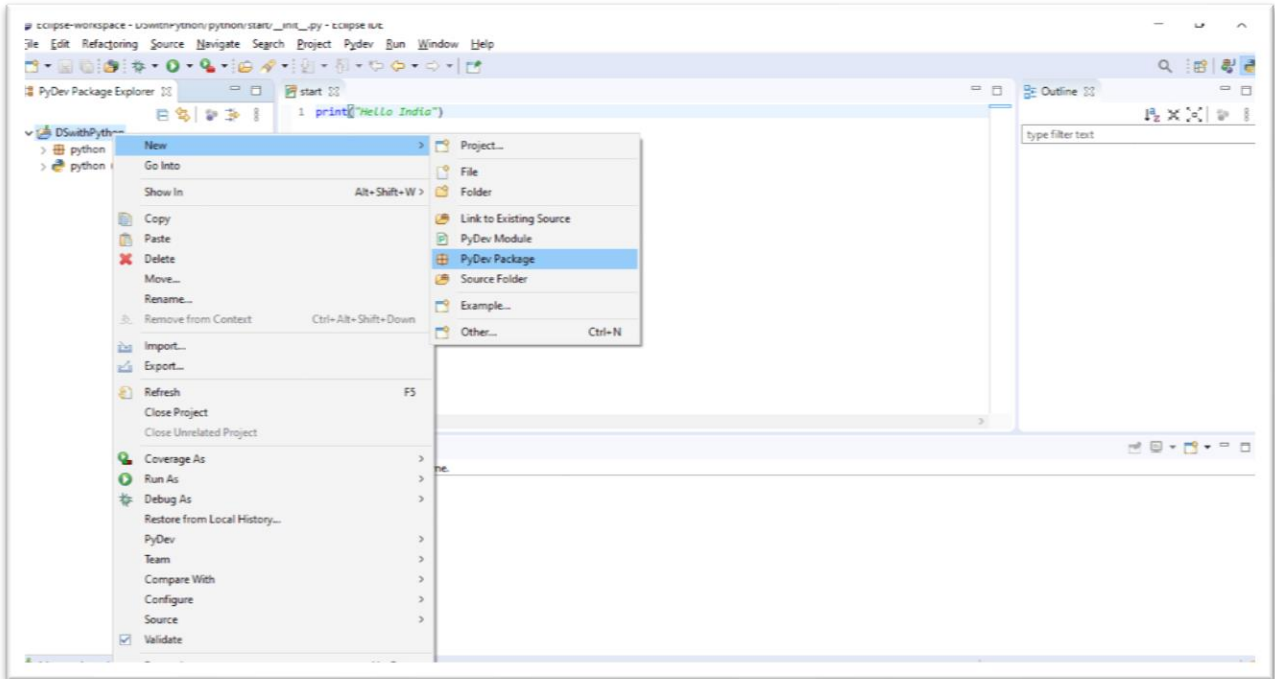 Eclipse-workspace - DSwithPython/python/start/__init__.py - Eclipse IDE
File Edit Refactoring Source Navigate Search Project Pydev Run Window Help
PyDev Package Explorer
start
Outline
1 print("Hello India")
type filter text
DSwithPython
python
python
New
Go Into
Show In Alt+Shift+W >
Copy
Paste
Delete
Move...
Rename...
Remove from Context Ctrl+Alt+Shift+Down
Import...
Export...
Refresh F5
Close Project
Close Unrelated Project
Coverage As
Run As
Debug As
Restore from Local History...
PyDev
Team
Compare With
Configure
Source
Validate
Project...
File
Folder
Link to Existing Source
PyDev Module
PyDev Package
Source Folder
Example...
Other... Ctrl+N
me.